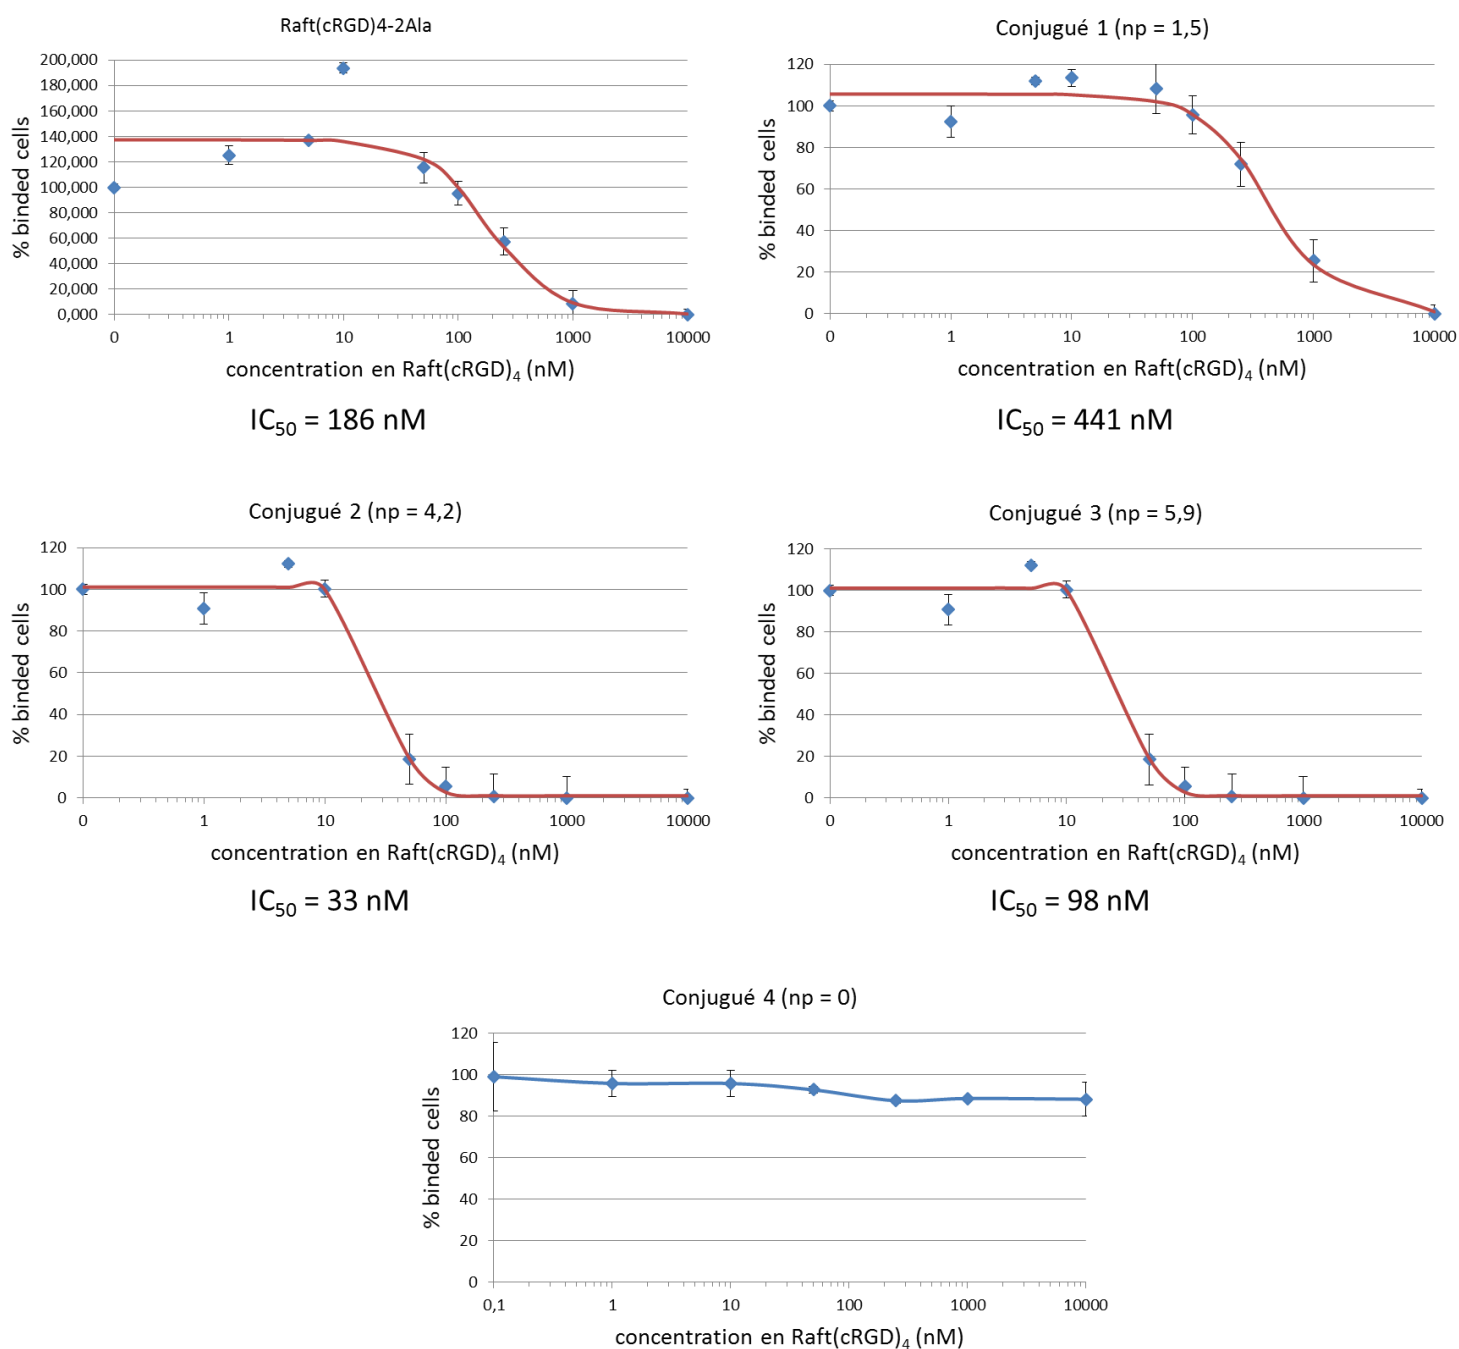 Raft(cRGD)4-2Ala
% binded cells
200,000
180,000
160,000
140,000
120,000
100,000
80,000
60,000
40,000
20,000
0,000
0 1 10 100 1000 10000
concentration en Raft(cRGD)4 (nM)
IC50 = 186 nM
Conjugué 1 (np = 1,5)
% binded cells
120
100
80
60
40
20
0
0 1 10 100 1000 10000
concentration en Raft(cRGD)4 (nM)
IC50 = 441 nM
Conjugué 2 (np = 4,2)
% binded cells
120
100
80
60
40
20
0
0 1 10 100 1000 10000
concentration en Raft(cRGD)4 (nM)
IC50 = 33 nM
Conjugué 3 (np = 5,9)
% binded cells
120
100
80
60
40
20
0
0 1 10 100 1000 10000
concentration en Raft(cRGD)4 (nM)
IC50 = 98 nM
Conjugué 4 (np = 0)
% binded cells
120
100
80
60
40
20
0
0,1 1 10 100 1000 10000
concentration en Raft(cRGD)4 (nM)